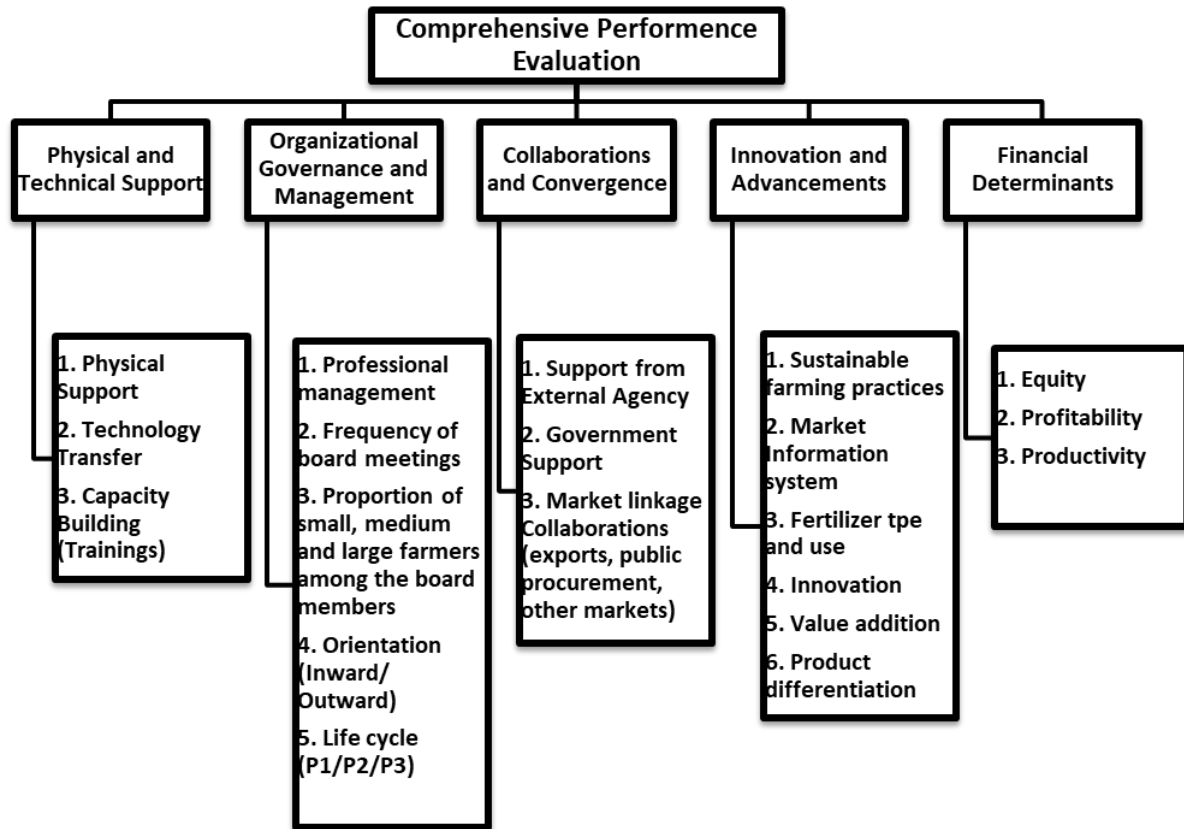 Comprehensive Performence
Evaluation
Physical and
Technical Support
Organizational
Governance and
Management
Collaborations
and Convergence
Innovation and
Advancements
Financial
Determinants
1. Physical
Support
2. Technology
Transfer
3. Capacity
Building
(Trainings)
1. Professional
management
2. Frequency of
board meetings
3. Proportion of
small, medium
and large farmers
among the board
members
4. Orientation
(Inward/
Outward)
5. Life cycle
(P1/P2/P3)
1. Support from
External Agency
2. Government
Support
3. Market linkage
Collaborations
(exports, public
procurement,
other markets)
1. Sustainable
farming practices
2. Market
Information
system
3. Fertilizer tpe
and use
4. Innovation
5. Value addition
6. Product
differentiation
1. Equity
2. Profitability
3. Productivity